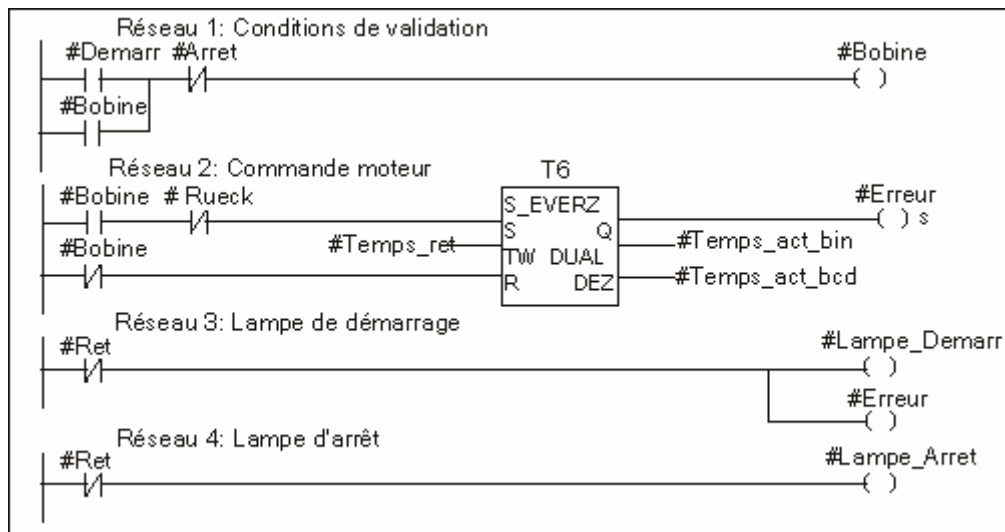 Réseau 1: Conditions de validation
#Demarr #Arret #Bobine
#Bobine
Réseau 2: Commande moteur T6
#Bobine # Rueck S_EVERZ #Erreur
S Q s
#Bobine #Temps_ret TW DUAL #Temps_act_bin
R DEZ #Temps_act_bcd
Réseau 3: Lampe de démarrage
#Ret #Lampe_Demarr
#Erreur
Réseau 4: Lampe d'arrêt
#Ret #Lampe_Arret